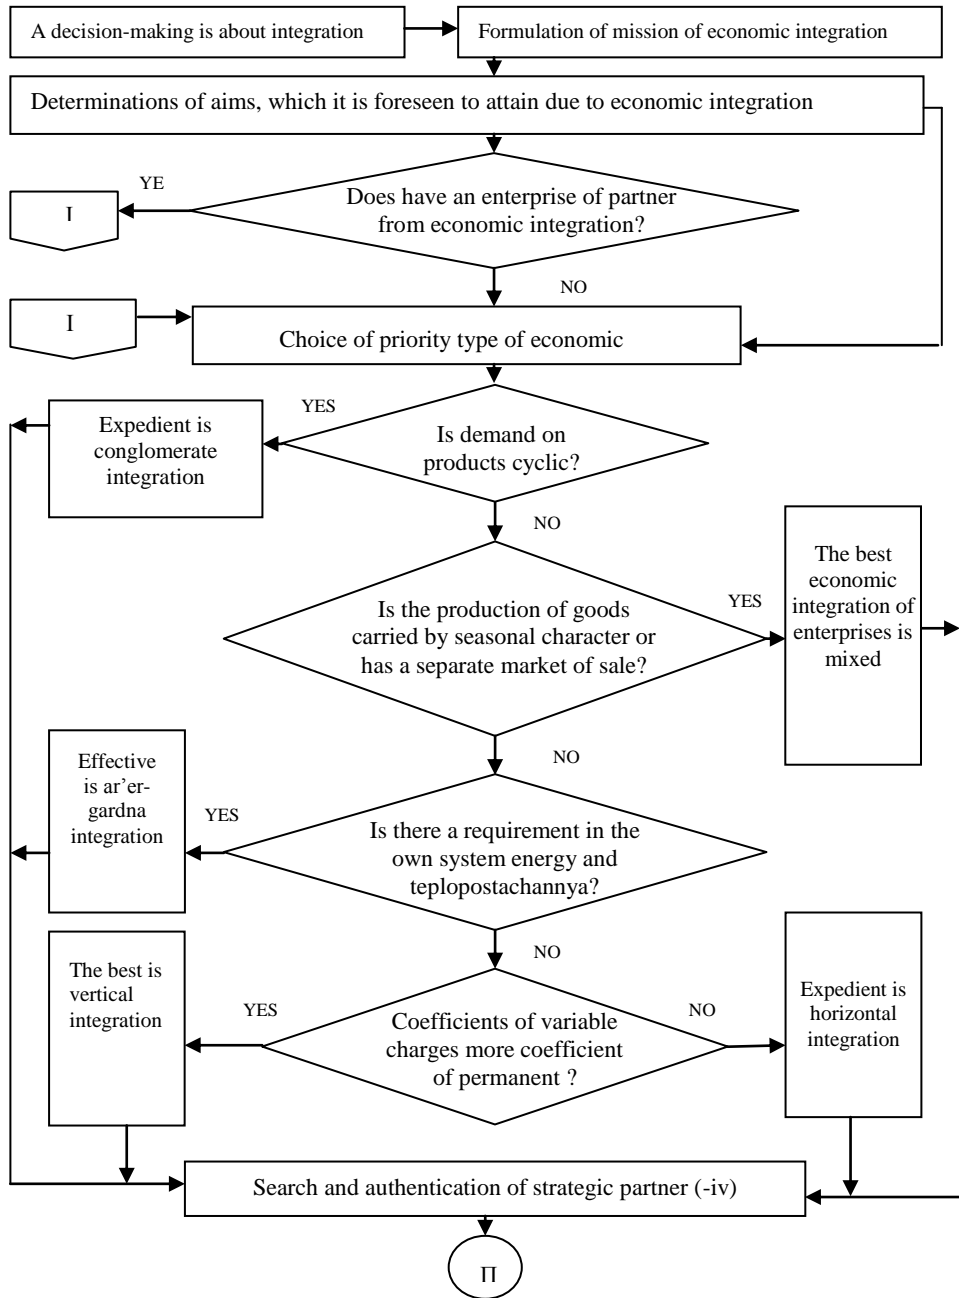 A decision-making is about integration
Formulation of mission of economic integration
Determinations of aims, which it is foreseen to attain due to economic integration
YE
Does have an enterprise of partner
from economic integration?
I
NO
I
Choice of priority type of economic
YES
Expedient is
conglomerate
integration
Is demand on
products cyclic?
NO
The best
economic
integration of
enterprises is
mixed
Is the production of goods
carried by seasonal character or
has a separate market of sale?
YES
NO
Effective
is ar’er-
gardna
integration
YES
Is there a requirement in the
own system energy and
teplopostachannya?
NO
The best is
vertical
integration
YES
Coefficients of variable
charges more coefficient
of permanent ?
NO
Expedient is
horizontal
integration
Search and authentication of strategic partner (-iv)
П